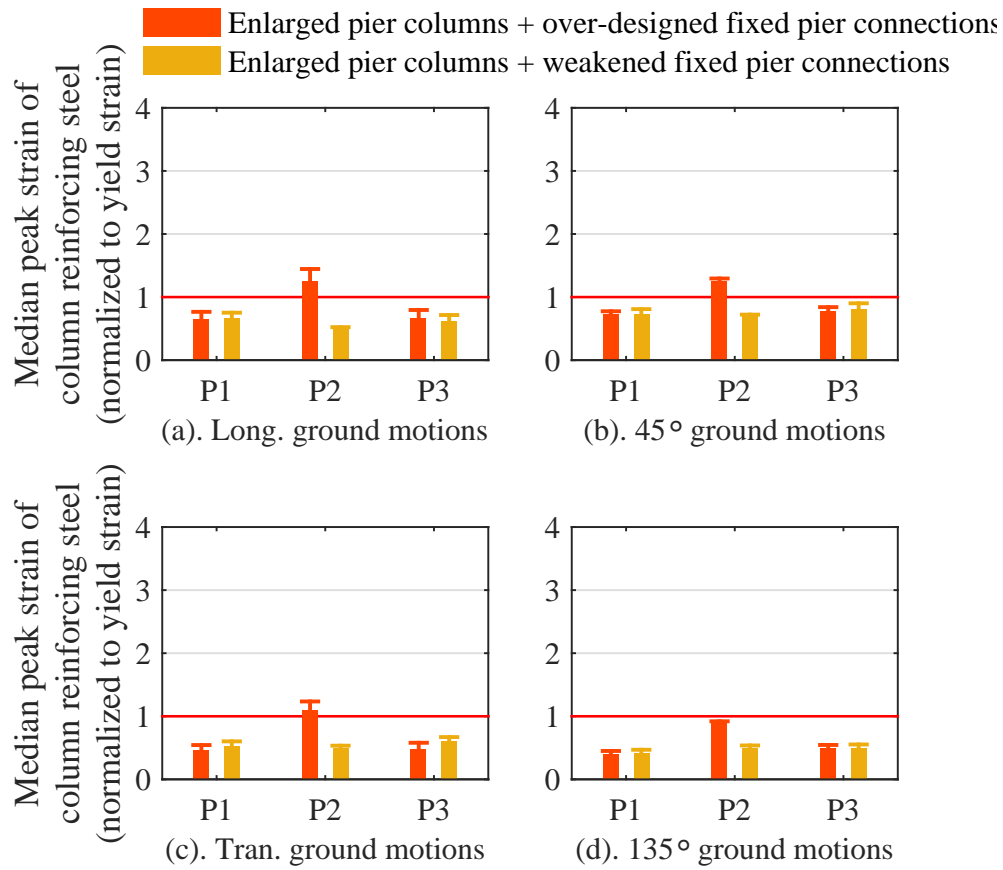 Enlarged pier columns + over-designed fixed pier connections
Enlarged pier columns + weakened fixed pier connections
Median peak strain of
column reinforcing steel
(normalized to yield strain)
4
3
2
1
0
P1 P2 P3
(a). Long. ground motions
4
3
2
1
0
P1 P2 P3
(b). 45° ground motions
Median peak strain of
column reinforcing steel
(normalized to yield strain)
4
3
2
1
0
P1 P2 P3
(c). Tran. ground motions
4
3
2
1
0
P1 P2 P3
(d). 135° ground motions